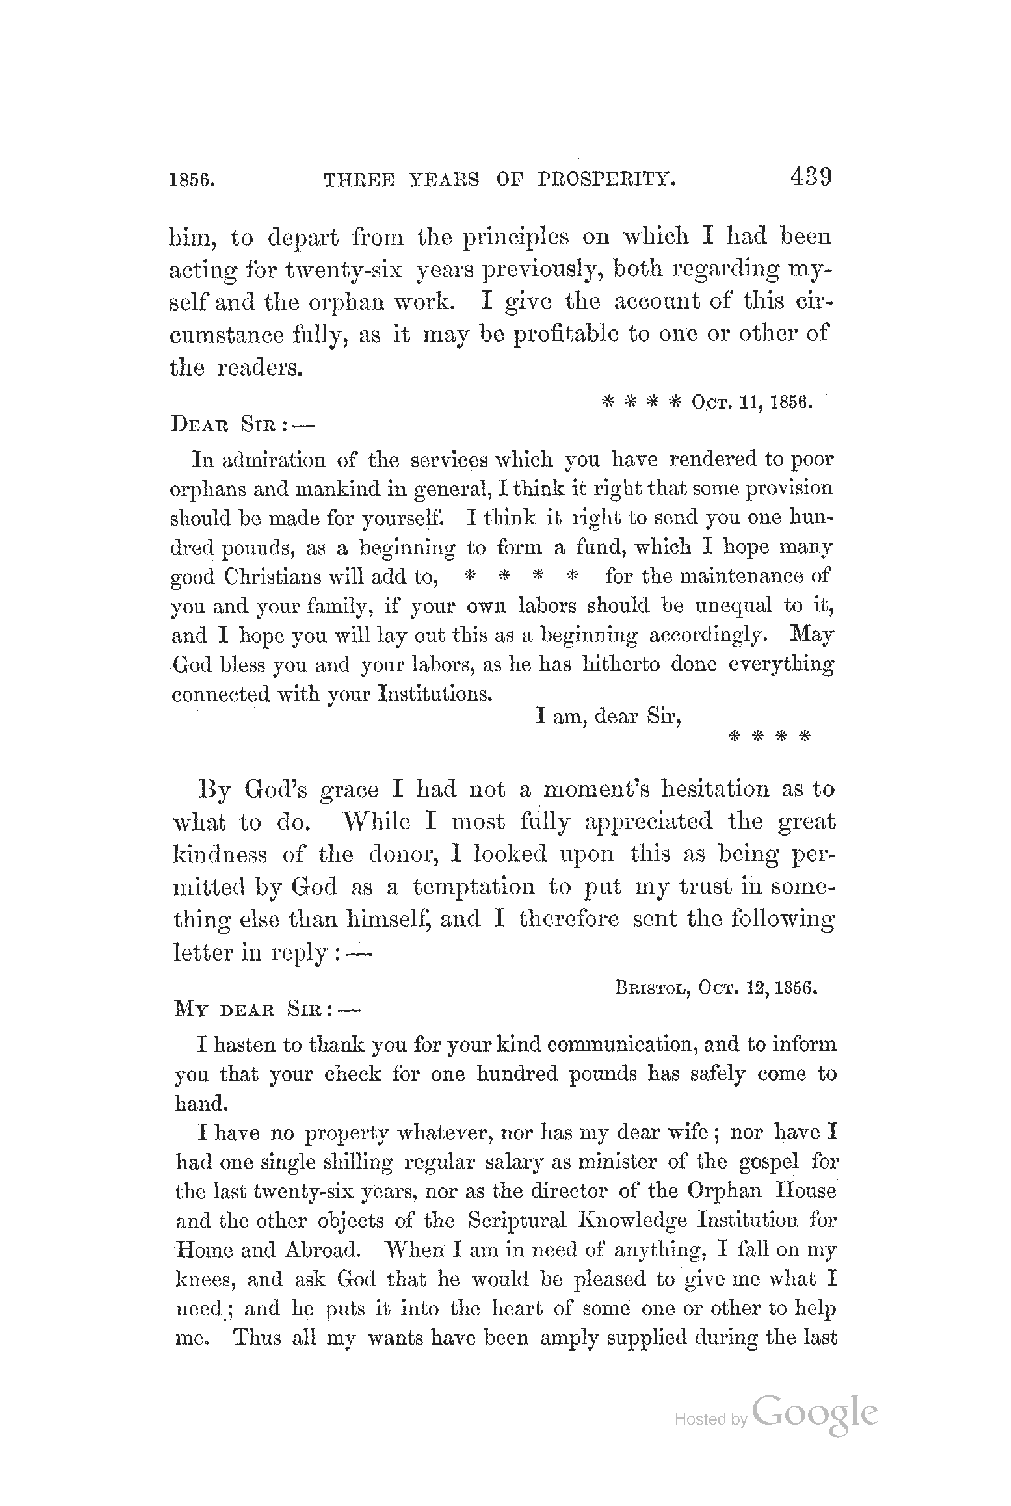 1856. THREE YEARS OF PROSPERITY. 439
him, to depart from the principles on which I had been
acting for twenty-six years previously, both regarding my-
self and the orphan work. I give the account of this cir-
cumstance fully, as it may be profitable to one or other of
the readers.
* * * * OCT. 11, 1856.
DEAR SIR:—
In admiration of the services which you have rendered to poor
orphans and mankind in general, I think it right that some provision
should be made for yourself. I think it right to send you one hun-
dred pounds, as a beginning to form a fund, which I hope many
good Christians will add to, * * * * for the maintenance of
you and your family, if your own labors should be unequal to it,
and I hope you will lay out this as a beginning accordingly. May
God bless you and your labors, as he has hitherto done everything
connected with your Institutions.
I am, dear Sir,
* * * *
By God's grace I had not a moment's hesitation as to
what to do. While I most fully appreciated the great
kindness of the donor, I looked upon this as being per-
mitted by God as a temptation to put my trust in some-
thing else than himself, and I therefore sent the following
letter in reply:—
BRISTOL, OCT. 12, 1856.
MY DEAR SIR:—
I hasten to thank you for your kind communication, and to inform
you that your check for one hundred pounds has safely come to
hand.
I have no property whatever, nor has my dear wife; nor have I
had one single shilling regular salary as minister of the gospel for
the last twenty-six years, nor as the director of the Orphan House
and the other objects of the Scriptural Knowledge Institution for
Home and Abroad. When I am in need of anything, I fall on my
knees, and ask God that he would be pleased to give me what I
need; and he puts it into the heart of some one or other to help
me. Thus all my wants have been amply supplied during the last
Hosted by Google